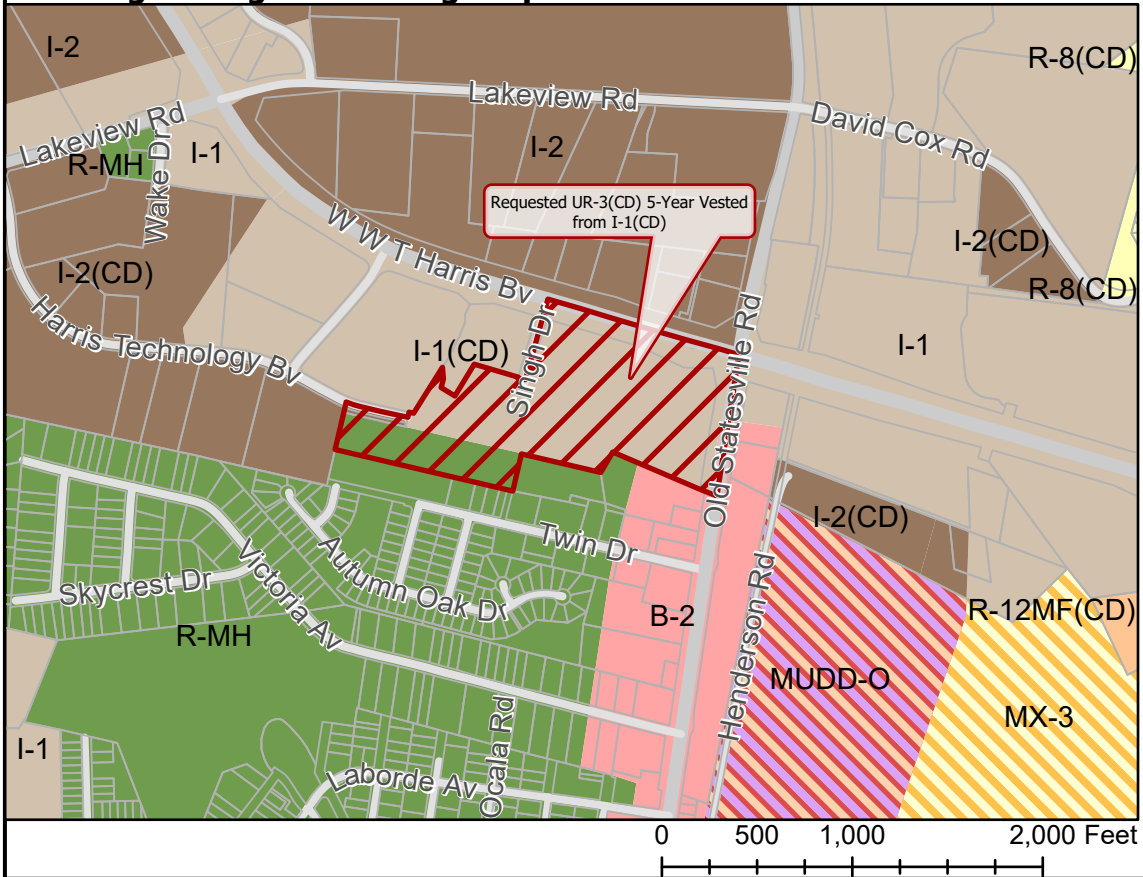 I-2
R-8(CD)
Lakeview Rd
David Cox Rd
Lakeview Rd
R-MH
Wake Dr
I-1
I-2
Requested UR-3(CD) 5-Year Vested
from I-1(CD)
W W T Harris Bv
I-2(CD)
I-2(CD)
R-8(CD)
Harris Technology Bv
I-1(CD)
Singh Dr
Old Statesville Rd
I-1
I-2(CD)
Twin Dr
Autumn Oak Dr
Victoria Av
Skycrest Dr
R-MH
B-2
Henderson Rd
R-12MF(CD)
MUDD-O
MX-3
I-1
Ocala Rd
Laborde Av
0 500 1,000 2,000 Feet